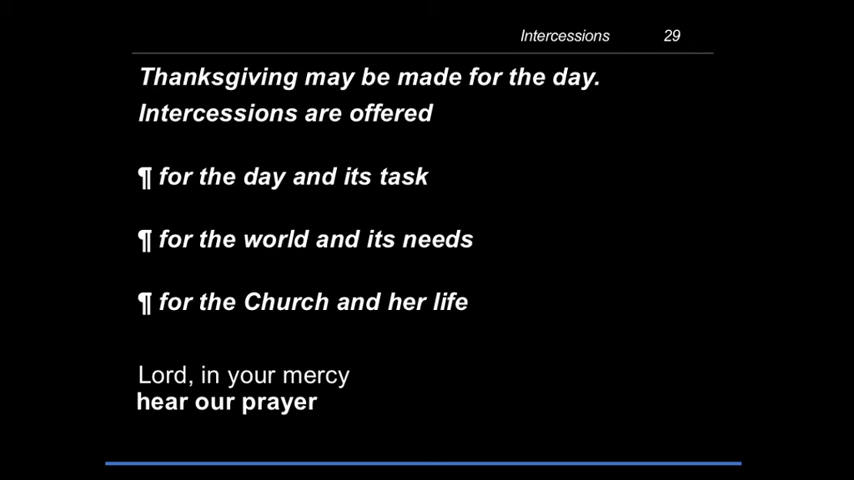 Intercessions 29
Thanksgiving may be made for the day.
Intercessions are offered
¶ for the day and its task
¶ for the world and its needs
¶ for the Church and her life
Lord, in your mercy
hear our prayer